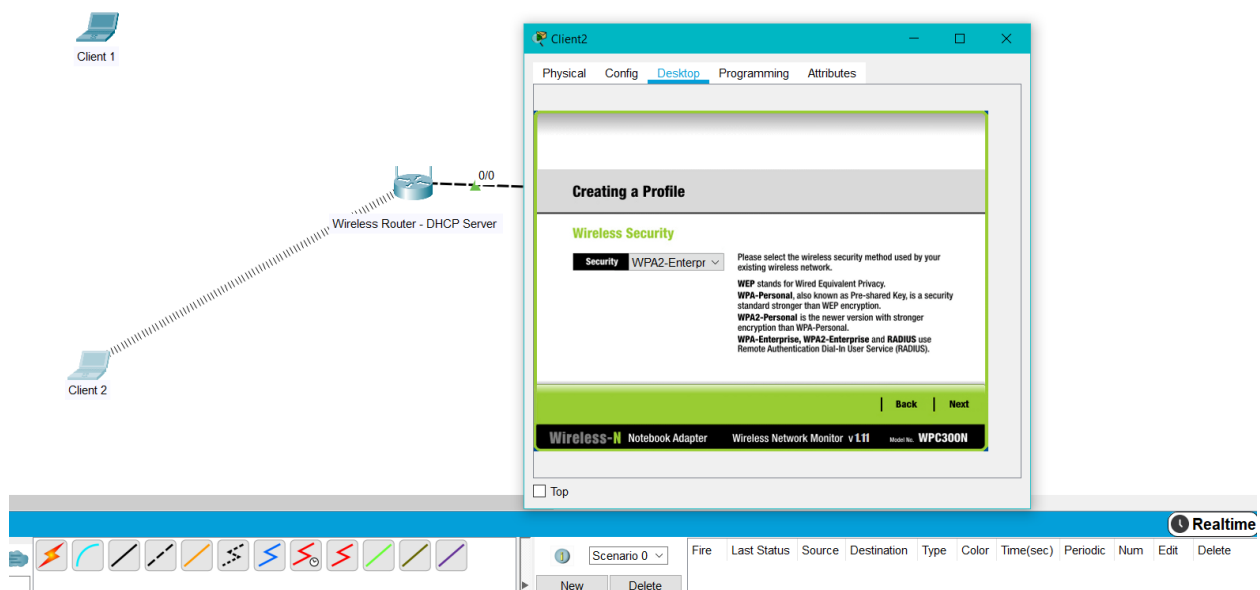 Client 1
0/0
Wireless Router - DHCP Server
Client 2
Client2
Physical Config Desktop Programming Attributes
Creating a Profile
Wireless Security
Security WPA2-Enterpr
Please select the wireless security method used by your
existing wireless network.
WEP stands for Wired Equivalent Privacy.
WPA-Personal, also known as Pre-shared Key, is a security
standard stronger than WEP encryption.
WPA2-Personal is the newer version with stronger
encryption than WPA-Personal.
WPA-Enterprise, WPA2-Enterprise and RADIUS use
Remote Authentication Dial-In User Service (RADIUS).
Back Next
Wireless-N Notebook Adapter Wireless Network Monitor v 1.11 Model No. WPC300N
Top
Realtime
Scenario 0
New Delete
Fire Last Status Source Destination Type Color Time(sec) Periodic Num Edit Delete